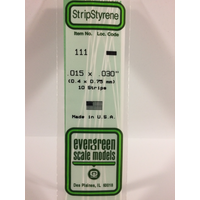 StripStyrene
Item No. Loc. Code
111
.015 x .030"
(0.4 x 0.75 mm)
10 Strips
Made in U.S.A.
evergreen
scale models
Des Plaines, IL 60018